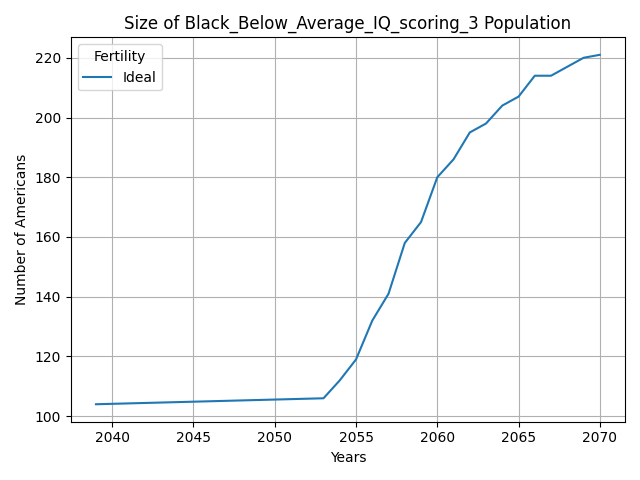 Size of Black_Below_Average_IQ_scoring_3 Population
Fertility
Ideal
Number of Americans
220
200
180
160
140
120
100
2040 2045 2050 2055 2060 2065 2070
Years